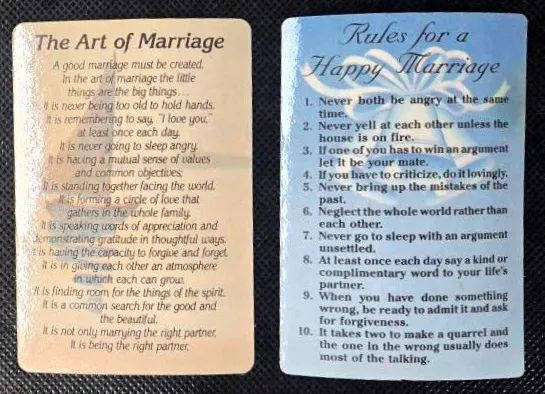 The Art of Marriage
A good marriage must be created.
In the art of marriage the little
things are the big things...
It is never being too old to hold hands.
It is remembering to say, "I love you,"
at least once each day.
It is never going to sleep angry.
It is having a mutual sense of values
and common objectives.
It is standing together facing the world.
It is forming a circle of love that
gathers in the whole family.
It is speaking words of appreciation and
demonstrating gratitude in thoughtful ways.
It is having the capacity to forgive and forget.
It is in giving each other an atmosphere
in which each can grow.
It is finding room for the things of the spirit.
It is a common search for the good and
the beautiful.
It is not only marrying the right partner,
It is being the right partner.
Rules for a
Happy Marriage
1. Never both be angry at the same
time.
2. Never yell at each other unless the
house is on fire.
3. If one of you has to win an argument
let it be your mate.
4. If you have to criticize, do it lovingly.
5. Never bring up the mistakes of the
past.
6. Neglect the whole world rather than
each other.
7. Never go to sleep with an argument
unsettled.
8. At least once each day say a kind or
complimentary word to your life's
partner.
9. When you have done something
wrong, be ready to admit it and ask
for forgiveness.
10. It takes two to make a quarrel and
the one in the wrong usually does
most of the talking.